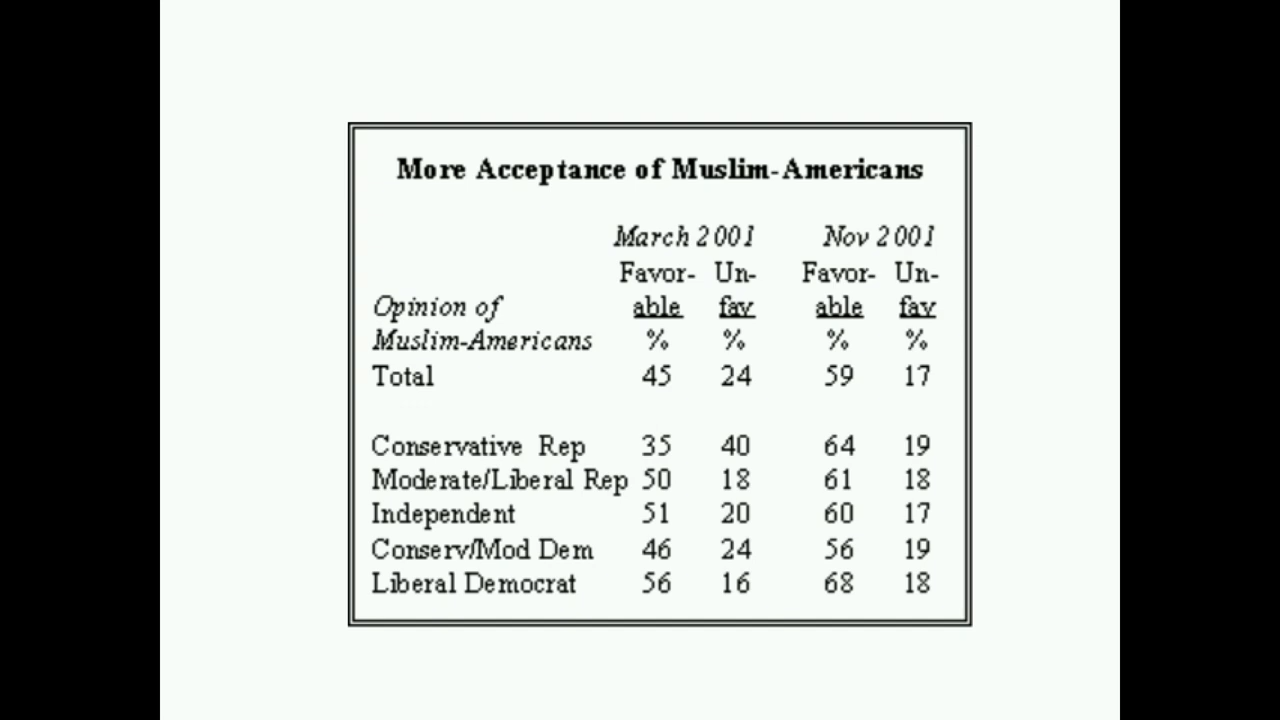 More Acceptance of Muslim-Americans
March 2001 Nov 2001
Favor- Un- Favor- Un-
Opinion of able fav able fav
Muslim-Americans % % % %
Total 45 24 59 17
Conservative Rep 35 40 64 19
Moderate/Liberal Rep 50 18 61 18
Independent 51 20 60 17
Conserv/Mod Dem 46 24 56 19
Liberal Democrat 56 16 68 18